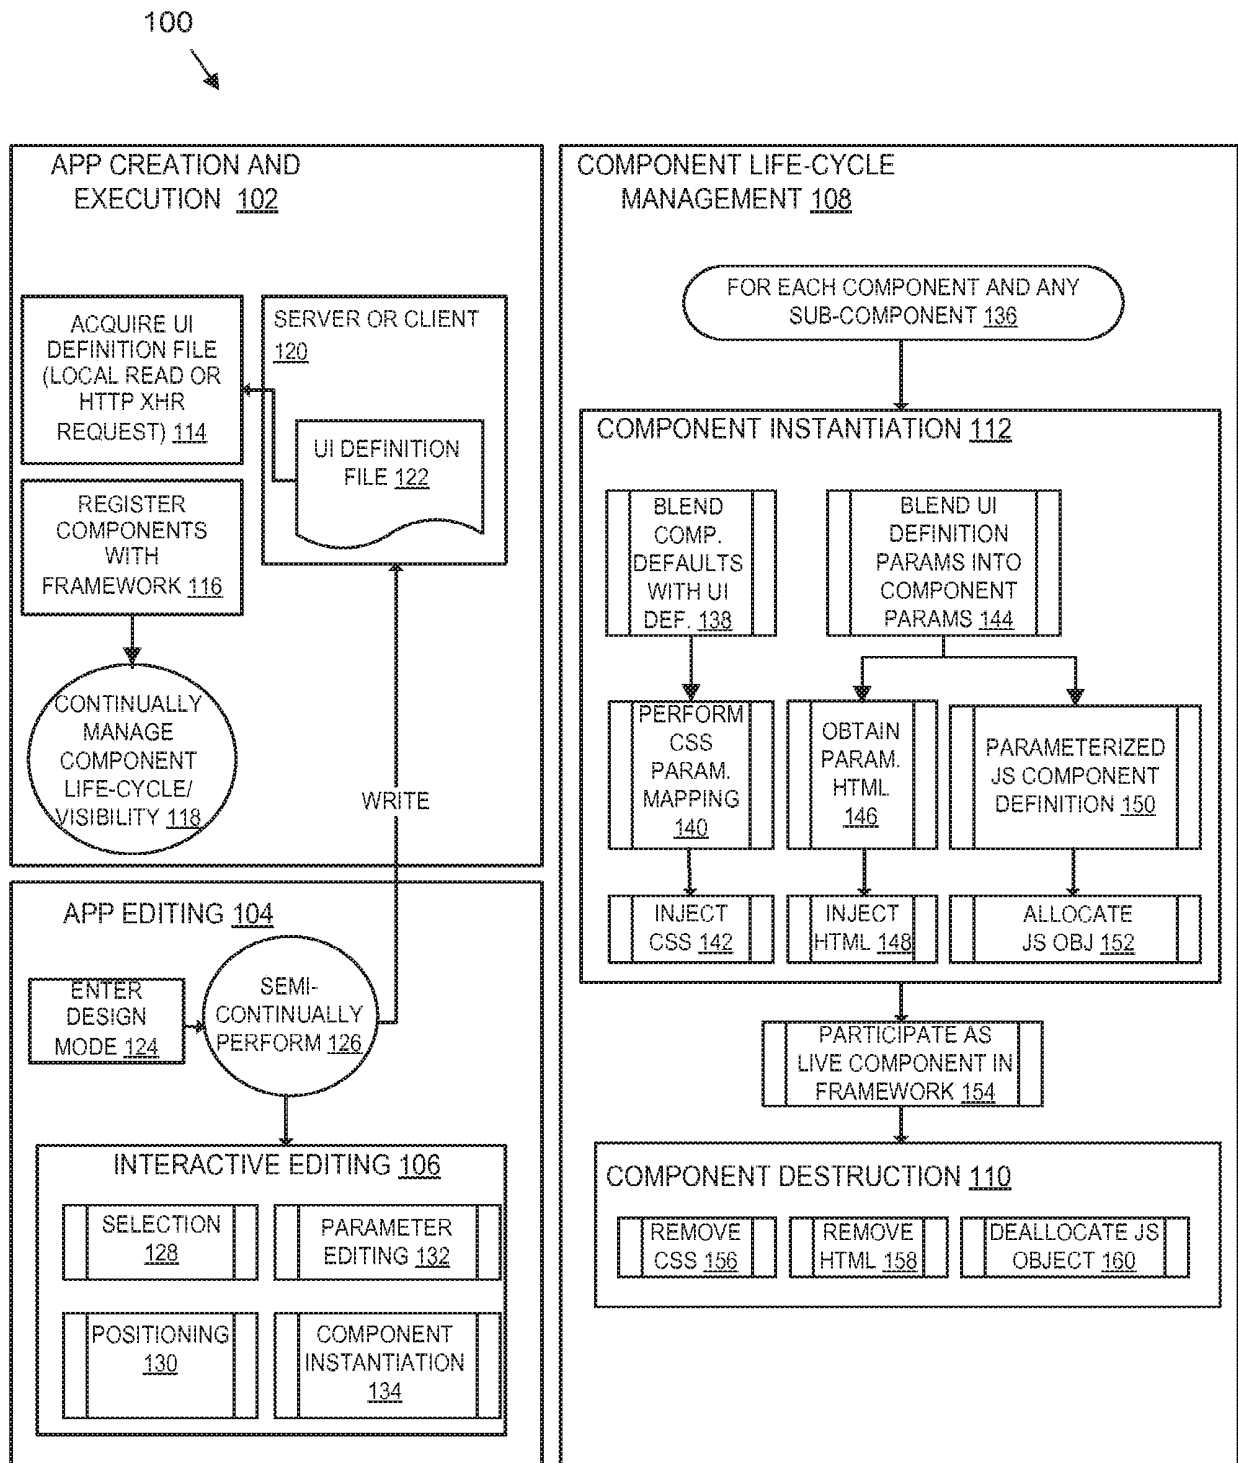 100
APP CREATION AND
EXECUTION 102
ACQUIRE UI
DEFINITION FILE
(LOCAL READ OR
HTTP XHR
REQUEST) 114
SERVER OR CLIENT
120
UI DEFINITION
FILE 122
REGISTER
COMPONENTS
WITH
FRAMEWORK 116
CONTINUALLY
MANAGE
COMPONENT
LIFE-CYCLE/
VISIBILITY 118
WRITE
APP EDITING 104
ENTER
DESIGN
MODE 124
SEMI-
CONTINUALLY
PERFORM 126
INTERACTIVE EDITING 106
SELECTION
128
PARAMETER
EDITING 132
POSITIONING
130
COMPONENT
INSTANTIATION
134
COMPONENT LIFE-CYCLE
MANAGEMENT 108
FOR EACH COMPONENT AND ANY
SUB-COMPONENT 136
COMPONENT INSTANTIATION 112
BLEND
COMP.
DEFAULTS
WITH UI
DEF. 138
BLEND UI
DEFINITION
PARAMS INTO
COMPONENT
PARAMS 144
PERFORM
CSS
PARAM.
MAPPING
140
OBTAIN
PARAM.
HTML
146
PARAMETERIZED
JS COMPONENT
DEFINITION 150
INJECT
CSS 142
INJECT
HTML 148
ALLOCATE
JS OBJ 152
PARTICIPATE AS
LIVE COMPONENT IN
FRAMEWORK 154
COMPONENT DESTRUCTION 110
REMOVE
CSS 156
REMOVE
HTML 158
DEALLOCATE JS
OBJECT 160